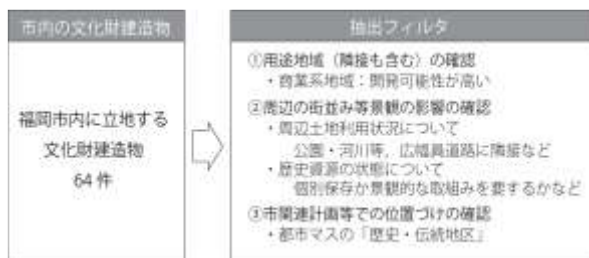 市内の文化財建造物
福岡市内に立地する
文化財建造物
64 件
抽出フィルタ
①用途地域（隣接も含む）の確認
・商業系地域：開発可能性が高い
②周辺の街並み等景観の影響の確認
・周辺土地利用状況について
公園・河川等，広幅員道路に隣接など
・歴史資源の状態について
個別保存か景観的な取組みを要するかなど
③市関連計画等での位置づけの確認
・都市マスの「歴史・伝統地区」